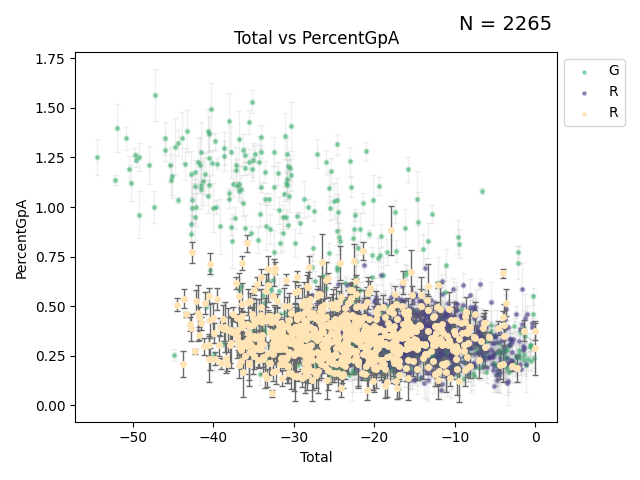 N = 2265
Total vs PercentGpA
G
R
R
PercentGpA
1.75
1.50
1.25
1.00
0.75
0.50
0.25
0.00
−50
−40
−30
−20
−10
0
Total